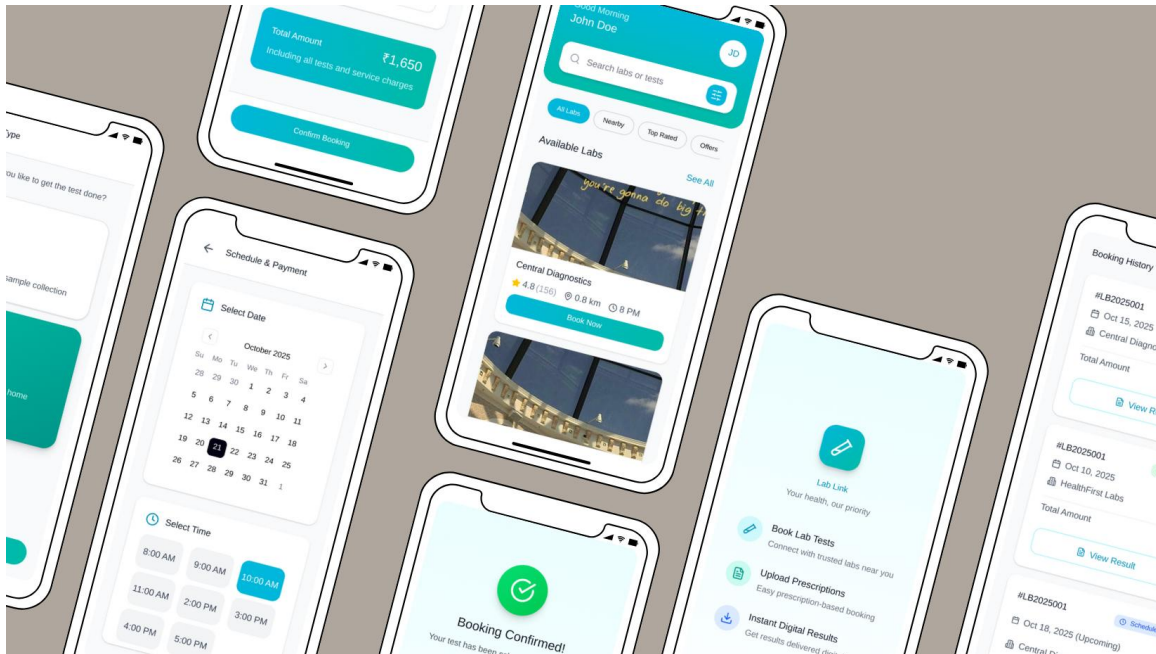 Type
you like to get the test done?
sample collection
home
Total Amount
₹1,650
Including all tests and service charges
Confirm Booking
Schedule & Payment
Select Date
October 2025
Su Mo Tu We Th Fr Sa
28 29 30 1 2 3 4
5 6 7 8 9 10 11
12 13 14 15 16 17 18
19 20 21 22 23 24 25
26 27 28 29 30 31 1
Select Time
8:00 AM 9:00 AM 10:00 AM
11:00 AM 2:00 PM 3:00 PM
4:00 PM 5:00 PM
Good Morning
John Doe
JD
Search labs or tests
All Labs Nearby Top Rated Offers
Available Labs
See All
you're gonna do big
Central Diagnostics
4.8 (156) 0.8 km 8 PM
Book Now
Booking Confirmed!
Your test has been
Lab Link
Your health, our priority
Book Lab Tests
Connect with trusted labs near you
Upload Prescriptions
Easy prescription-based booking
Instant Digital Results
Get results delivered
Booking History
#LB2025001
Oct 15, 2025
Central
Total Amount
View
#LB2025001
Oct 10, 2025
HealthFirst Labs
Total Amount
View Result
#LB2025001
Oct 18, 2025 (Upcoming)
Central